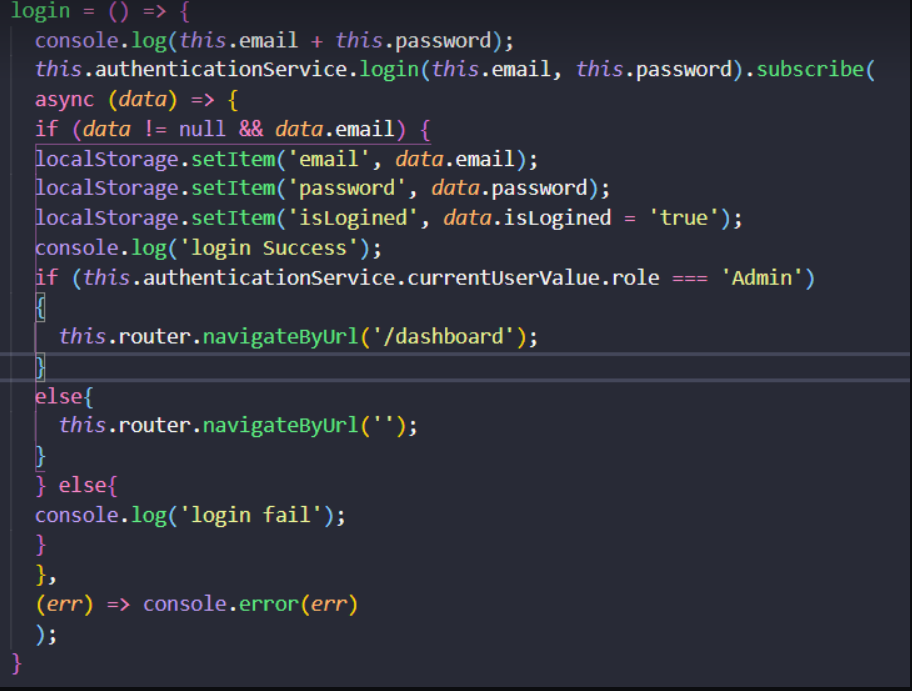 login = () => {
console.log(this.email + this.password);
this.authenticationService.login(this.email, this.password).subscribe(
async (data) => {
if (data != null && data.email) {
localStorage.setItem('email', data.email);
localStorage.setItem('password', data.password);
localStorage.setItem('isLogined', data.isLogined = 'true');
console.log('login Success');
if (this.authenticationService.currentUserValue.role === 'Admin')
{
this.router.navigateByUrl('/dashboard');
}
else{
this.router.navigateByUrl('');
}
} else{
console.log('login fail');
}
},
(err) => console.error(err)
);
}